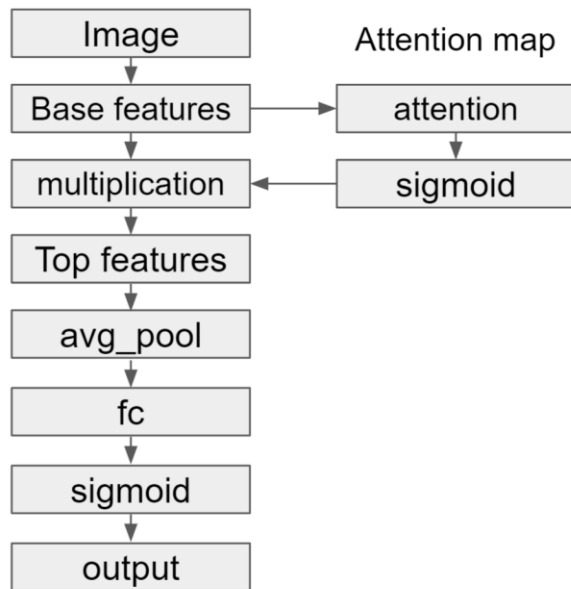 Image
Attention map
Base features
attention
multiplication
sigmoid
Top features
avg_pool
fc
sigmoid
output